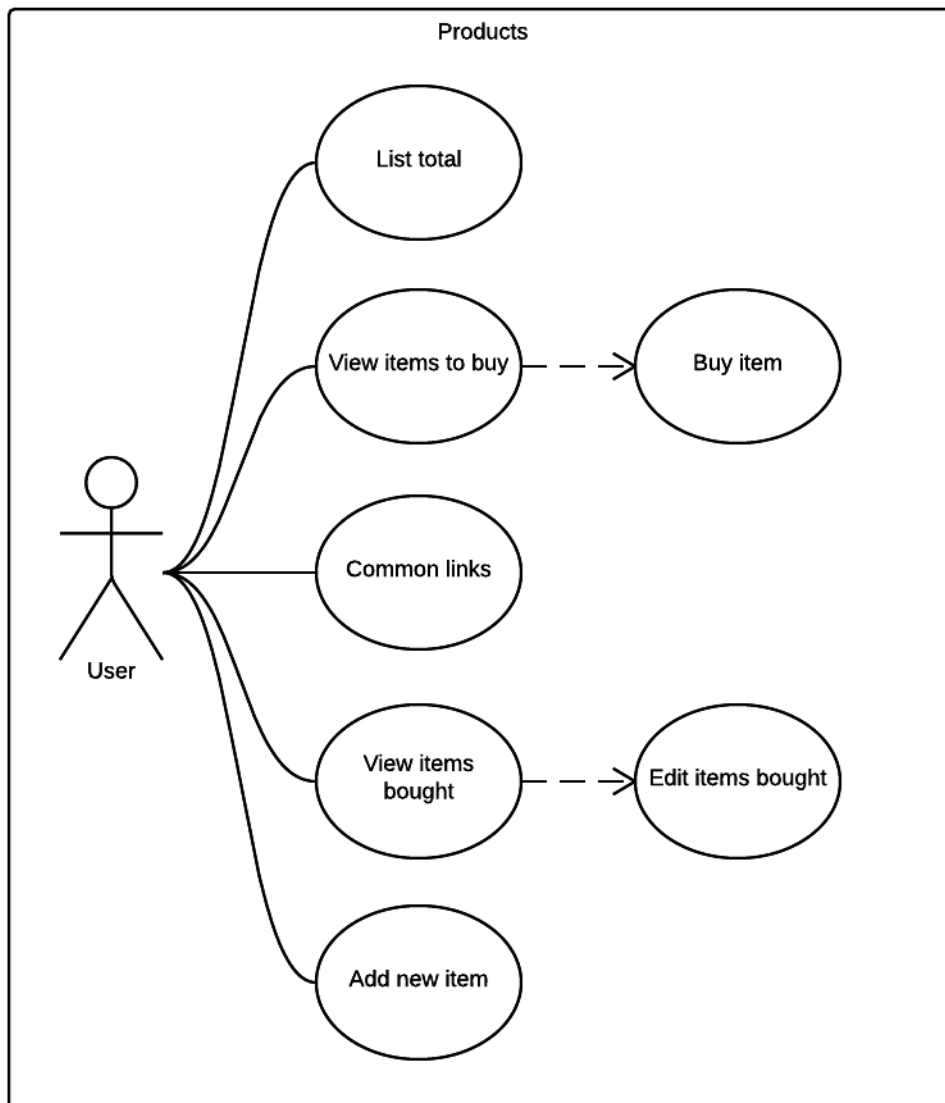 Products
List total
View items to buy
Buy item
Common links
User
View items
bought
Edit items bought
Add new item